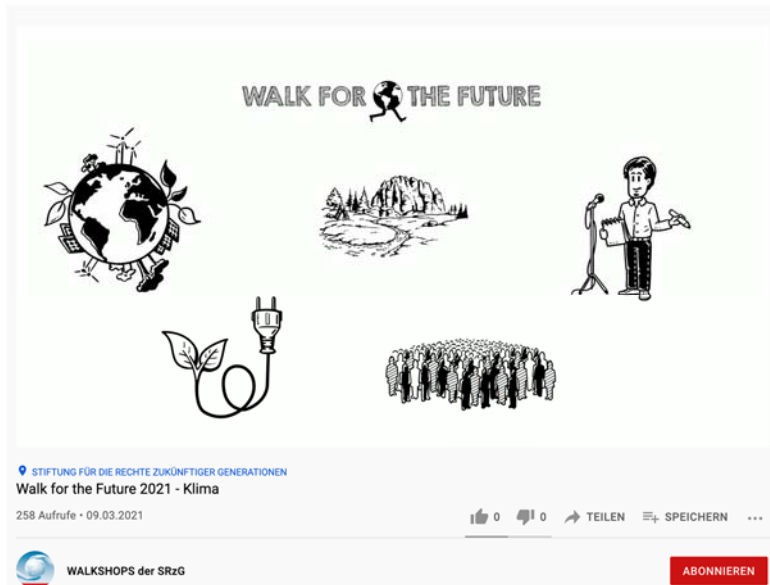 WALK FOR THE FUTURE
STIFTUNG FÜR DIE RECHTE ZUKÜNFTIGER GENERATIONEN
Walk for the Future 2021 - Klima
258 Aufrufe • 09.03.2021
0 0 TEILEN SPEICHERN ...
WALKSHOPS der SRzG
ABONNIEREN